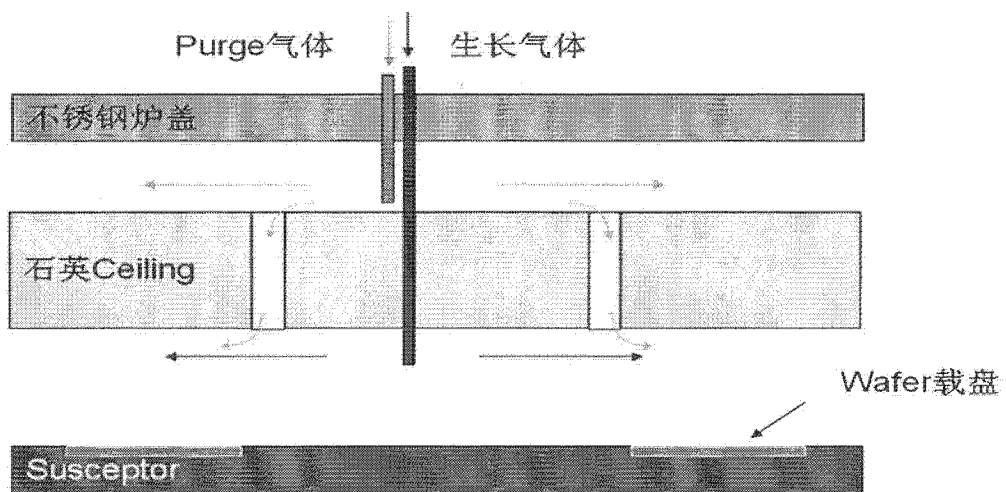 Purge气体
生长气体
不锈钢炉盖
石英Ceiling
Wafer载盘
Susceptor